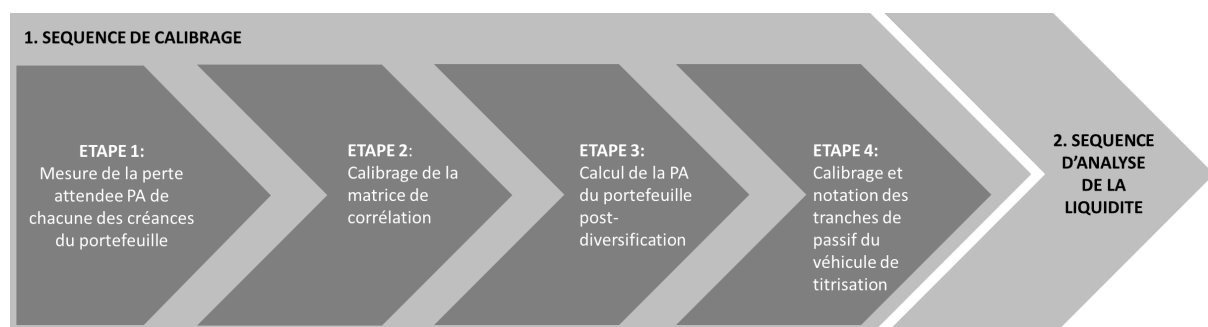 1. SEQUENCE DE CALIBRAGE
ETAPE 1:
Mesure de la perte
attendee PA de
chacune des créances
du portefeuille
ETAPE 2:
Calibrage de la
matrice de
corrélation
ETAPE 3:
Calcul de la PA
du portefeuille
post-
diversification
ETAPE 4:
Calibrage et
notation des
tranches de
passif du
véhicule de
titrisation
2. SEQUENCE
D'ANALYSE
DE LA
LIQUIDITE